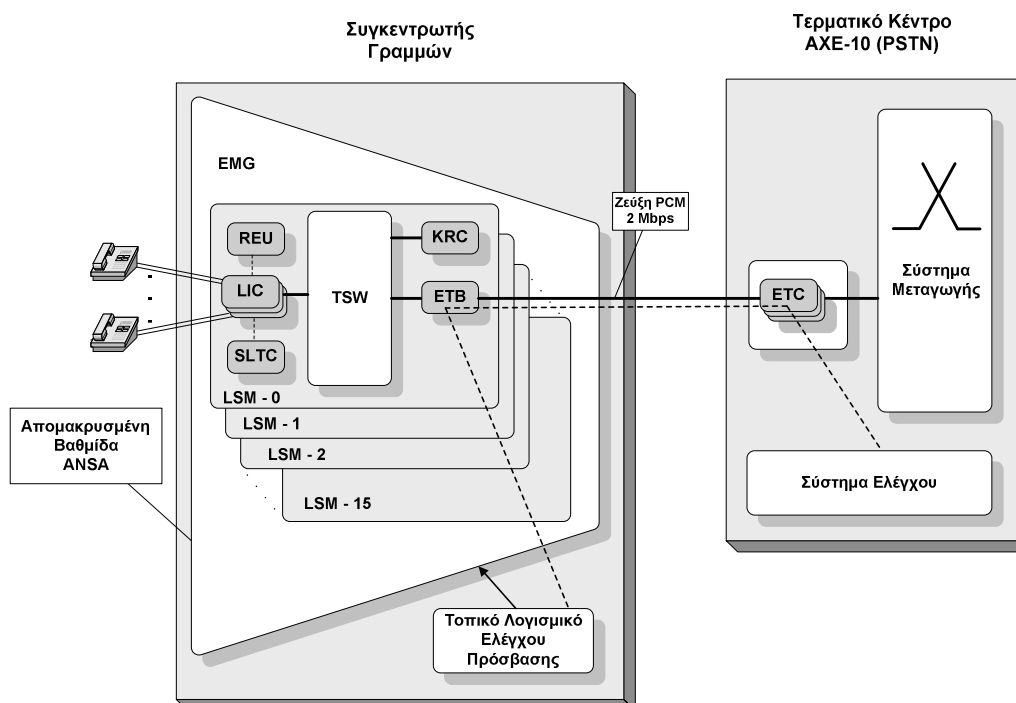 Συγκεντρωτής
Γραμμών
Τερματικό Κέντρο
AXE-10 (PSTN)
EMG
Ζεύξη PCM
2 Mbps
REU
KRC
LIC
TSW
ETB
ETC
Σύστημα
Μεταγωγής
SLTC
LSM - 0
LSM - 1
LSM - 2
LSM - 15
Απομακρυσμένη
Βαθμίδα
ANSA
Σύστημα Ελέγχου
Τοπικό Λογισμικό
Ελέγχου
Πρόσβασης